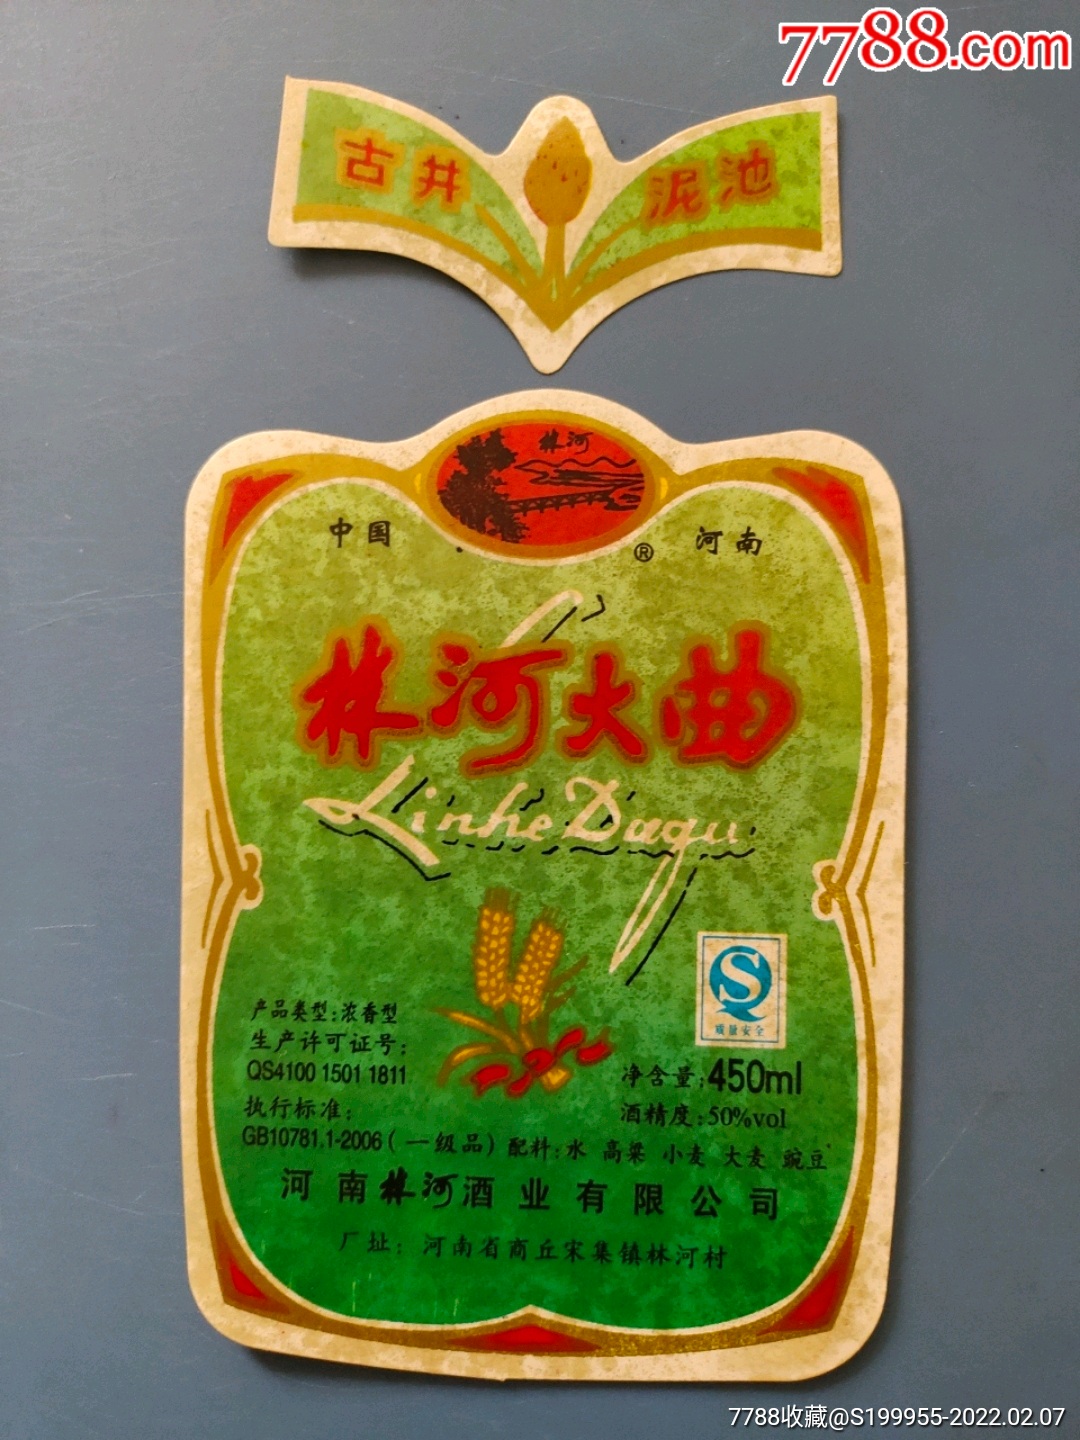 7788.com
古井 泥池
林河
中国 ® 河南
林河大曲
Linhe Daqu
S
质量安全
产品类型:浓香型
生产许可证号:
QS4100 1501 1811
执行标准:
净含量:450ml
酒精度:50%vol
GB10781.1-2006(一级品)配料:水 高粱 小麦 大麦 豌豆
河南林河酒业有限公司
厂址:河南省商丘宋集镇林河村
7788收藏@S199955-2022.02.07